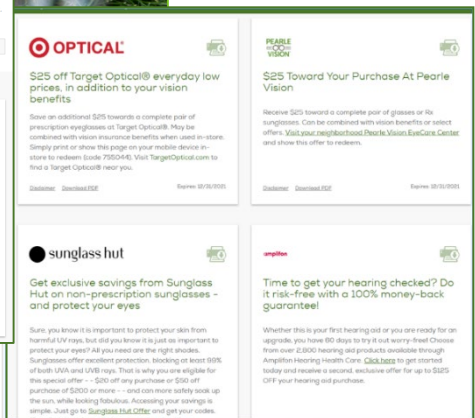 OPTICAL
$25 off Target Optical® everyday low
prices, in addition to your vision
benefits
Save an additional $25 towards a complete pair of
prescription eyeglasses at Target Optical®. May be
combined with vision insurance benefits when used in-store.
Simply print or show this page on your mobile device in-
store to redeem (code 755044). Visit TargetOptical.com to
find a Target Optical® near you.
Disclaimer Download PDF Expires: 12/31/2021
PEARLE
VISION
$25 Toward Your Purchase At Pearle
Vision
Receive $25 toward a complete pair of glasses or Rx
sunglasses. Can be combined with vision benefits or select
offers. Visit your neighborhood Pearle Vision EyeCare Center
and show this offer to redeem.
Disclaimer Download PDF Expires: 12/31/2021
sunglass hut
Get exclusive savings from Sunglass
Hut on non-prescription sunglasses -
and protect your eyes
Sure, you know it is important to protect your skin from
harmful UV rays, but did you know it is just as important to
protect your eyes? All you need are the right shades.
Sunglasses offer excellent protection, blocking at least 99%
of both UVA and UVB rays. That is why you are eligible for
this special offer - - $20 off any purchase or $50 off
purchase of $200 or more - - and can more safely soak up
the sun, while looking fabulous. Accessing your savings is
simple. Just go to Sunglass Hut Offer and get your codes.
amplifon
Time to get your hearing checked? Do
it risk-free with a 100% money-back
guarantee!
Whether this is your first hearing aid or you are ready for an
upgrade, you have 60 days to try it out worry-free! Choose
from over 2,600 hearing aid products available through
Amplifon Hearing Health Care. Click here to get started
today and receive a second, exclusive offer for up to $125
OFF your hearing aid purchase.